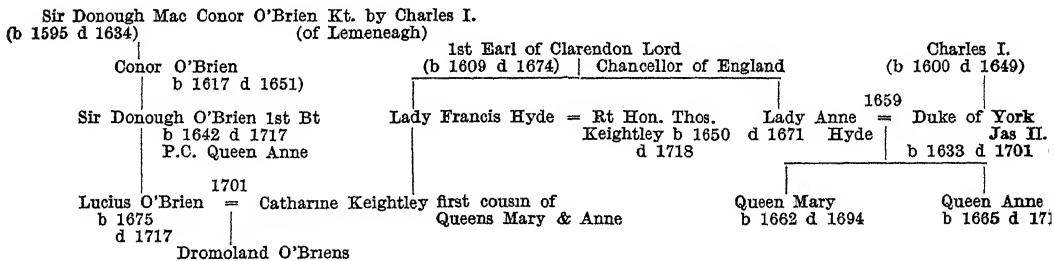 Sir Donough Mac Conor O'Brien Kt. by Charles I.
(b 1595 d 1634) (of Lemeneagh)
1st Earl of Clarendon Lord Charles I.
(b 1609 d 1674) Chancellor of England (b 1600 d 1649)
Conor O'Brien
b 1617 d 1651)
1659
Sir Donough O'Brien 1st Bt Lady Francis Hyde = Rt Hon. Thos. Lady Anne = Duke of York
b 1642 d 1717 Keightley b 1650 d 1671 Hyde Jas II.
P.C. Queen Anne d 1718 b 1633 d 1701
1701
Lucius O'Brien = Catharine Keightley first cousin of Queen Mary Queen Anne
b 1675 Queens Mary & Anne b 1662 d 1694 b 1665 d
d 1717
Dromoland O'Briens